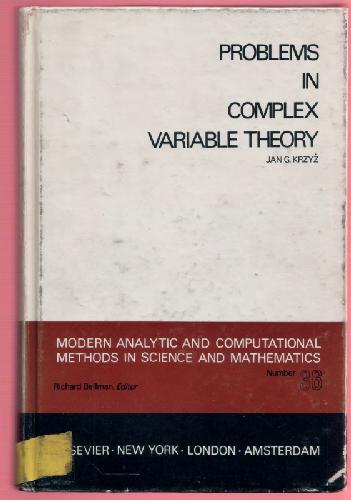 PROBLEMS
IN
COMPLEX
VARIABLE THEORY
JAN G. KRZYŻ
MODERN ANALYTIC AND COMPUTATIONAL
METHODS IN SCIENCE AND MATHEMATICS
Number 36
Richard Bellman, Editor
SEVIER · NEW YORK · LONDON · AMSTERDAM